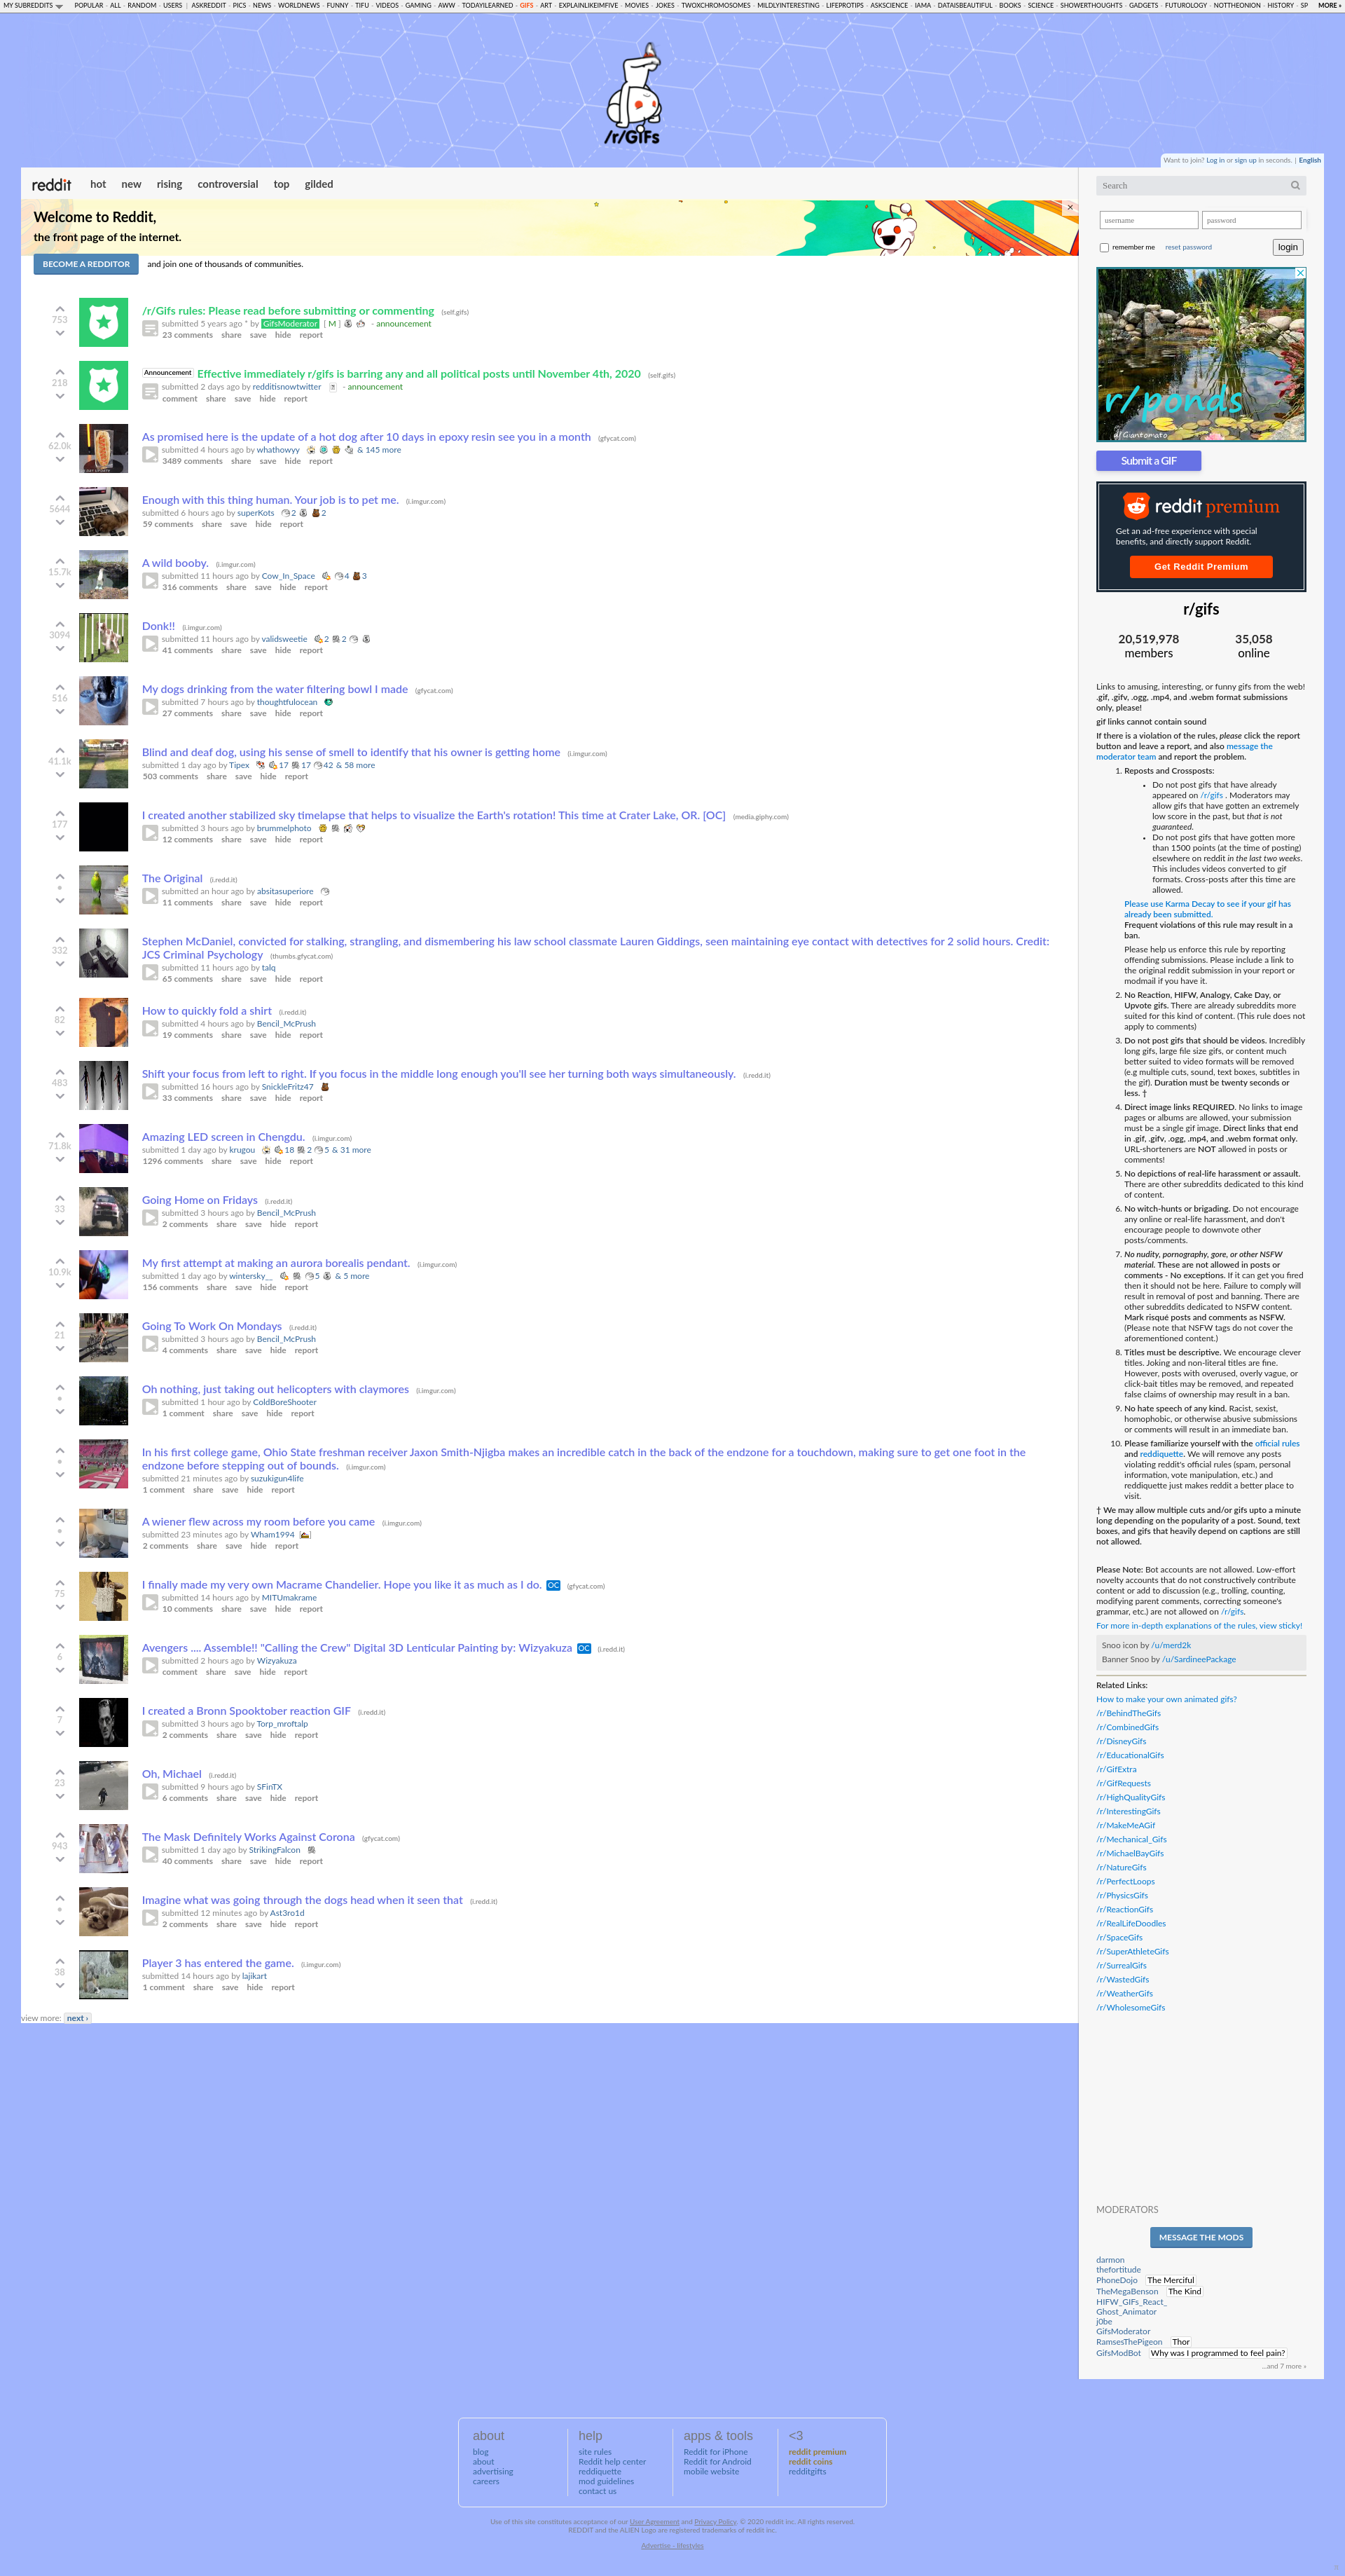 MY SUBREDDITS POPULAR - ALL - RANDOM - USERS | ASKREDDIT - PICS - NEWS - WORLDNEWS - FUNNY - TIFU - VIDEOS - GAMING - AWW - TODAYILEARNED - GIFS - ART - EXPLAINLIKEIMFIVE - MOVIES - JOKES - TWOXCHROMOSOMES - MILDLYINTERESTING - LIFEPROTIPS - ASKSCIENCE - IAMA - DATAISBEAUTIFUL - BOOKS - SCIENCE - SHOWERTHOUGHTS - GADGETS - FUTUROLOGY - NOTTHEONION - HISTORY - SP MORE »
/r/GIFs
Want to join? Log in or sign up in seconds. | English
reddit hot new rising controversial top gilded
Welcome to Reddit,
the front page of the internet.
BECOME A REDDITOR and join one of thousands of communities.
753
/r/Gifs rules: Please read before submitting or commenting (self.gifs)
submitted 5 years ago * by GifsModerator [ M ] - announcement
23 comments share save hide report
218
Announcement Effective immediately r/gifs is barring any and all political posts until November 4th, 2020 (self.gifs)
submitted 2 days ago by redditisnowtwitter - announcement
comment share save hide report
62.0k
As promised here is the update of a hot dog after 10 days in epoxy resin see you in a month (gfycat.com)
submitted 4 hours ago by whathowyy & 145 more
3489 comments share save hide report
5644
Enough with this thing human. Your job is to pet me. (i.imgur.com)
submitted 6 hours ago by superKots 2 2
59 comments share save hide report
15.7k
A wild booby. (i.imgur.com)
submitted 11 hours ago by Cow_In_Space 4 3
316 comments share save hide report
3094
Donk!! (i.imgur.com)
submitted 11 hours ago by validsweetie 2 2
41 comments share save hide report
516
My dogs drinking from the water filtering bowl I made (gfycat.com)
submitted 7 hours ago by thoughtfulocean
27 comments share save hide report
41.1k
Blind and deaf dog, using his sense of smell to identify that his owner is getting home (i.imgur.com)
submitted 1 day ago by Tipex 17 17 42 & 58 more
503 comments share save hide report
177
I created another stabilized sky timelapse that helps to visualize the Earth's rotation! This time at Crater Lake, OR. [OC] (media.giphy.com)
submitted 3 hours ago by brummelphoto
12 comments share save hide report
•
The Original (i.redd.it)
submitted an hour ago by absitasuperiore
11 comments share save hide report
332
Stephen McDaniel, convicted for stalking, strangling, and dismembering his law school classmate Lauren Giddings, seen maintaining eye contact with detectives for 2 solid hours. Credit:
JCS Criminal Psychology (thumbs.gfycat.com)
submitted 11 hours ago by talq
65 comments share save hide report
82
How to quickly fold a shirt (i.redd.it)
submitted 4 hours ago by Bencil_McPrush
19 comments share save hide report
483
Shift your focus from left to right. If you focus in the middle long enough you'll see her turning both ways simultaneously. (i.redd.it)
submitted 16 hours ago by SnickleFritz47
33 comments share save hide report
71.8k
Amazing LED screen in Chengdu. (i.imgur.com)
submitted 1 day ago by krugou 18 2 5 & 31 more
1296 comments share save hide report
33
Going Home on Fridays (i.redd.it)
submitted 3 hours ago by Bencil_McPrush
2 comments share save hide report
10.9k
My first attempt at making an aurora borealis pendant. (i.imgur.com)
submitted 1 day ago by wintersky__ 5 & 5 more
156 comments share save hide report
21
Going To Work On Mondays (i.redd.it)
submitted 3 hours ago by Bencil_McPrush
4 comments share save hide report
•
Oh nothing, just taking out helicopters with claymores (i.imgur.com)
submitted 1 hour ago by ColdBoreShooter
1 comment share save hide report
•
In his first college game, Ohio State freshman receiver Jaxon Smith-Njigba makes an incredible catch in the back of the endzone for a touchdown, making sure to get one foot in the
endzone before stepping out of bounds. (i.imgur.com)
submitted 21 minutes ago by suzukigun4life
1 comment share save hide report
•
A wiener flew across my room before you came (i.imgur.com)
submitted 23 minutes ago by Wham1994
2 comments share save hide report
75
I finally made my very own Macrame Chandelier. Hope you like it as much as I do. OC (gfycat.com)
submitted 14 hours ago by MITUmakrame
10 comments share save hide report
6
Avengers .... Assemble!! "Calling the Crew" Digital 3D Lenticular Painting by: Wizyakuza OC (i.redd.it)
submitted 2 hours ago by Wizyakuza
comment share save hide report
7
I created a Bronn Spooktober reaction GIF (i.redd.it)
submitted 3 hours ago by Torp_mroftalp
2 comments share save hide report
23
Oh, Michael (i.redd.it)
submitted 9 hours ago by SFinTX
6 comments share save hide report
943
The Mask Definitely Works Against Corona (gfycat.com)
submitted 1 day ago by StrikingFalcon
40 comments share save hide report
•
Imagine what was going through the dogs head when it seen that (i.redd.it)
submitted 12 minutes ago by Ast3ro1d
2 comments share save hide report
38
Player 3 has entered the game. (i.imgur.com)
submitted 14 hours ago by lajikart
1 comment share save hide report
view more: next ›
Search
username password
remember me reset password login
r/ponds
u/Giantomato
Submit a GIF
reddit premium
Get an ad-free experience with special
benefits, and directly support Reddit.
Get Reddit Premium
r/gifs
20,519,978 35,058
members online
Links to amusing, interesting, or funny gifs from the web!
.gif, .gifv, .ogg, .mp4, and .webm format submissions
only, please!
gif links cannot contain sound
If there is a violation of the rules, please click the report
button and leave a report, and also message the
moderator team and report the problem.
1. Reposts and Crossposts:
• Do not post gifs that have already
appeared on /r/gifs . Moderators may
allow gifs that have gotten an extremely
low score in the past, but that is not
guaranteed.
• Do not post gifs that have gotten more
than 1500 points (at the time of posting)
elsewhere on reddit in the last two weeks.
This includes videos converted to gif
formats. Cross-posts after this time are
allowed.
Please use Karma Decay to see if your gif has
already been submitted.
Frequent violations of this rule may result in a
ban.
Please help us enforce this rule by reporting
offending submissions. Please include a link to
the original reddit submission in your report or
modmail if you have it.
2. No Reaction, HIFW, Analogy, Cake Day, or
Upvote gifs. There are already subreddits more
suited for this kind of content. (This rule does not
apply to comments)
3. Do not post gifs that should be videos. Incredibly
long gifs, large file size gifs, or content much
better suited to video formats will be removed
(e.g multiple cuts, sound, text boxes, subtitles in
the gif). Duration must be twenty seconds or
less. †
4. Direct image links REQUIRED. No links to image
pages or albums are allowed, your submission
must be a single gif image. Direct links that end
in .gif, .gifv, .ogg, .mp4, and .webm format only.
URL-shorteners are NOT allowed in posts or
comments!
5. No depictions of real-life harassment or assault.
There are other subreddits dedicated to this kind
of content.
6. No witch-hunts or brigading. Do not encourage
any online or real-life harassment, and don't
encourage people to downvote other
posts/comments.
7. No nudity, pornography, gore, or other NSFW
material. These are not allowed in posts or
comments - No exceptions. If it can get you fired
then it should not be here. Failure to comply will
result in removal of post and banning. There are
other subreddits dedicated to NSFW content.
Mark risqué posts and comments as NSFW.
(Please note that NSFW tags do not cover the
aforementioned content.)
8. Titles must be descriptive. We encourage clever
titles. Joking and non-literal titles are fine.
However, posts with overused, overly vague, or
click-bait titles may be removed, and repeated
false claims of ownership may result in a ban.
9. No hate speech of any kind. Racist, sexist,
homophobic, or otherwise abusive submissions
or comments will result in an immediate ban.
10. Please familiarize yourself with the official rules
and reddiquette. We will remove any posts
violating reddit's official rules (spam, personal
information, vote manipulation, etc.) and
reddiquette just makes reddit a better place to
visit.
† We may allow multiple cuts and/or gifs upto a minute
long depending on the popularity of a post. Sound, text
boxes, and gifs that heavily depend on captions are still
not allowed.
Please Note: Bot accounts are not allowed. Low-effort
novelty accounts that do not constructively contribute
content or add to discussion (e.g., trolling, counting,
modifying parent comments, correcting someone's
grammar, etc.) are not allowed on /r/gifs.
For more in-depth explanations of the rules, view sticky!
Snoo icon by /u/merd2k
Banner Snoo by /u/SardineePackage
Related Links:
How to make your own animated gifs?
/r/BehindTheGifs
/r/CombinedGifs
/r/DisneyGifs
/r/EducationalGifs
/r/GifExtra
/r/GifRequests
/r/HighQualityGifs
/r/InterestingGifs
/r/MakeMeAGif
/r/Mechanical_Gifs
/r/MichaelBayGifs
/r/NatureGifs
/r/PerfectLoops
/r/PhysicsGifs
/r/ReactionGifs
/r/RealLifeDoodles
/r/SpaceGifs
/r/SuperAthleteGifs
/r/SurrealGifs
/r/WastedGifs
/r/WeatherGifs
/r/WholesomeGifs
MODERATORS
MESSAGE THE MODS
darmon
thefortitude
PhoneDojo The Merciful
TheMegaBenson The Kind
HIFW_GIFs_React_
Ghost_Animator
j0be
GifsModerator
RamsesThePigeon Thor
GifsModBot Why was I programmed to feel pain?
...and 7 more »
about
blog
about
advertising
careers
help
site rules
Reddit help center
reddiquette
mod guidelines
contact us
apps & tools
Reddit for iPhone
Reddit for Android
mobile website
<3
reddit premium
reddit coins
redditgifts
Use of this site constitutes acceptance of our User Agreement and Privacy Policy. © 2020 reddit inc. All rights reserved.
REDDIT and the ALIEN Logo are registered trademarks of reddit inc.
Advertise - lifestyles